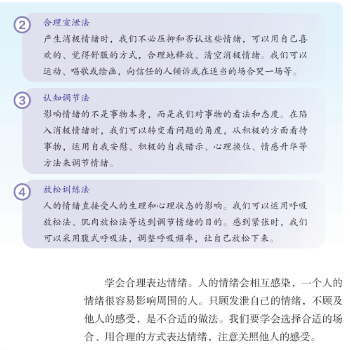 ② 合理宣泄法
产生消极情绪时，我们不必压抑和否认这些情绪，可以用自己喜
欢的、觉得舒服的方式，合理地释放、清空消极情绪。我们可以
运动、唱歌或绘画，向信任的人倾诉或在适当的场合哭一场等。
③ 认知调节法
影响情绪的不是事物本身，而是我们对事物的看法和态度。在陷
入消极情绪时，我们可以转变看问题的角度，从积极的方面看待
事物，运用自我安慰、积极的自我暗示、心理换位、情感升华等
方法来调节情绪。
④ 放松训练法
人的情绪直接受人的生理和心理状态的影响。我们可以运用呼吸
放松法、肌肉放松法等达到调节情绪的目的。感到紧张时，我们
可以采用腹式呼吸法，调整呼吸频率，让自己放松下来。
学会合理表达情绪。人的情绪会相互感染，一个人的
情绪很容易影响周围的人。只顾发泄自己的情绪，不顾及
他人的感受，是不合适的做法。我们要学会选择合适的场
合、用合理的方式表达情绪，注意关照他人的感受。